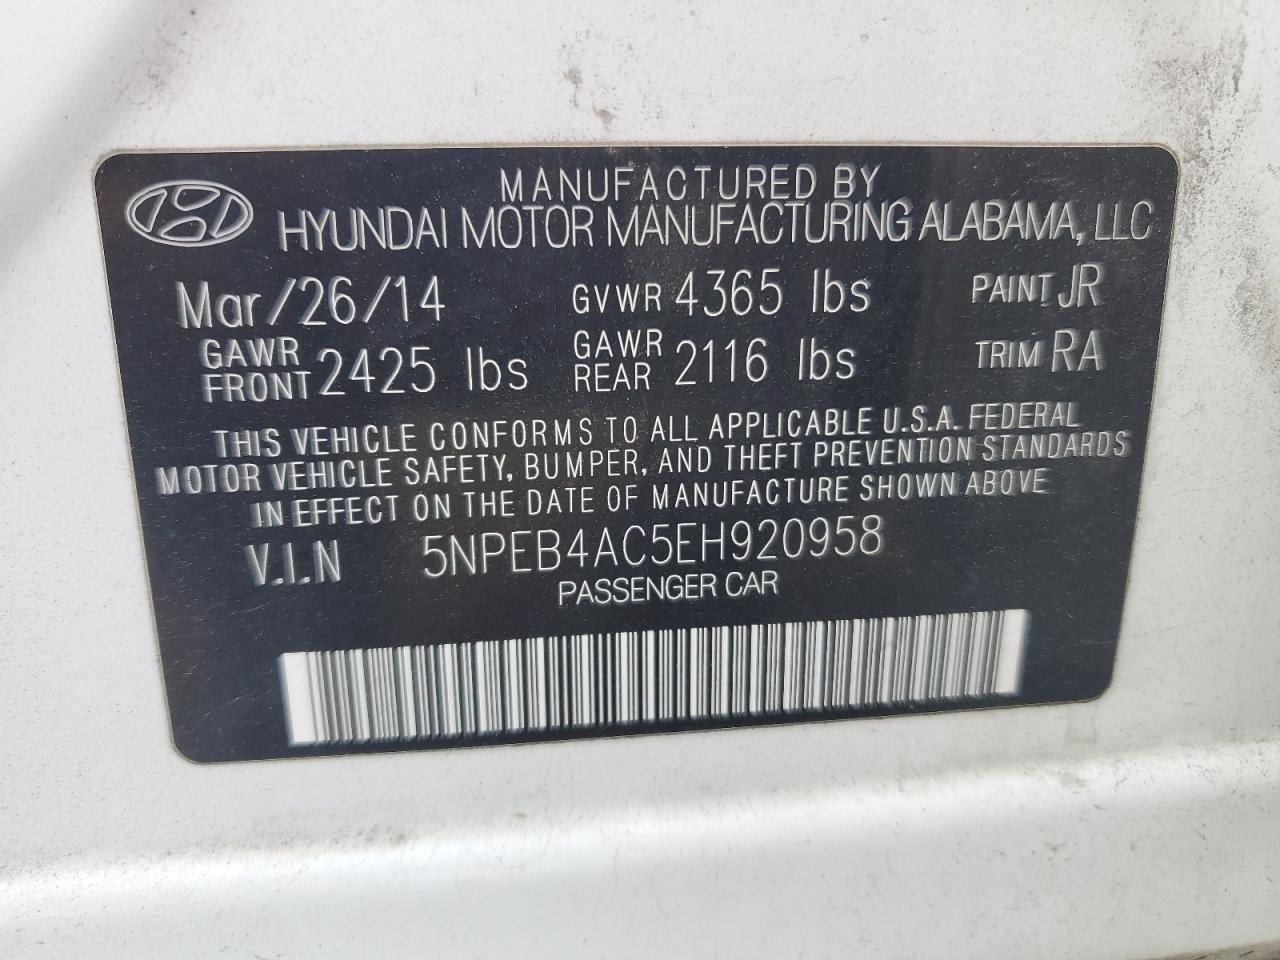 MANUFACTURED BY
HYUNDAI MOTOR MANUFACTURING ALABAMA, LLC
Mar/26/14 GVWR 4365 lbs PAINT JR
GAWR FRONT 2425 lbs GAWR REAR 2116 lbs TRIM RA
THIS VEHICLE CONFORMS TO ALL APPLICABLE U.S.A. FEDERAL
MOTOR VEHICLE SAFETY, BUMPER, AND THEFT PREVENTION STANDARDS
IN EFFECT ON THE DATE OF MANUFACTURE SHOWN ABOVE
V.I.N 5NPEB4AC5EH920958
PASSENGER CAR